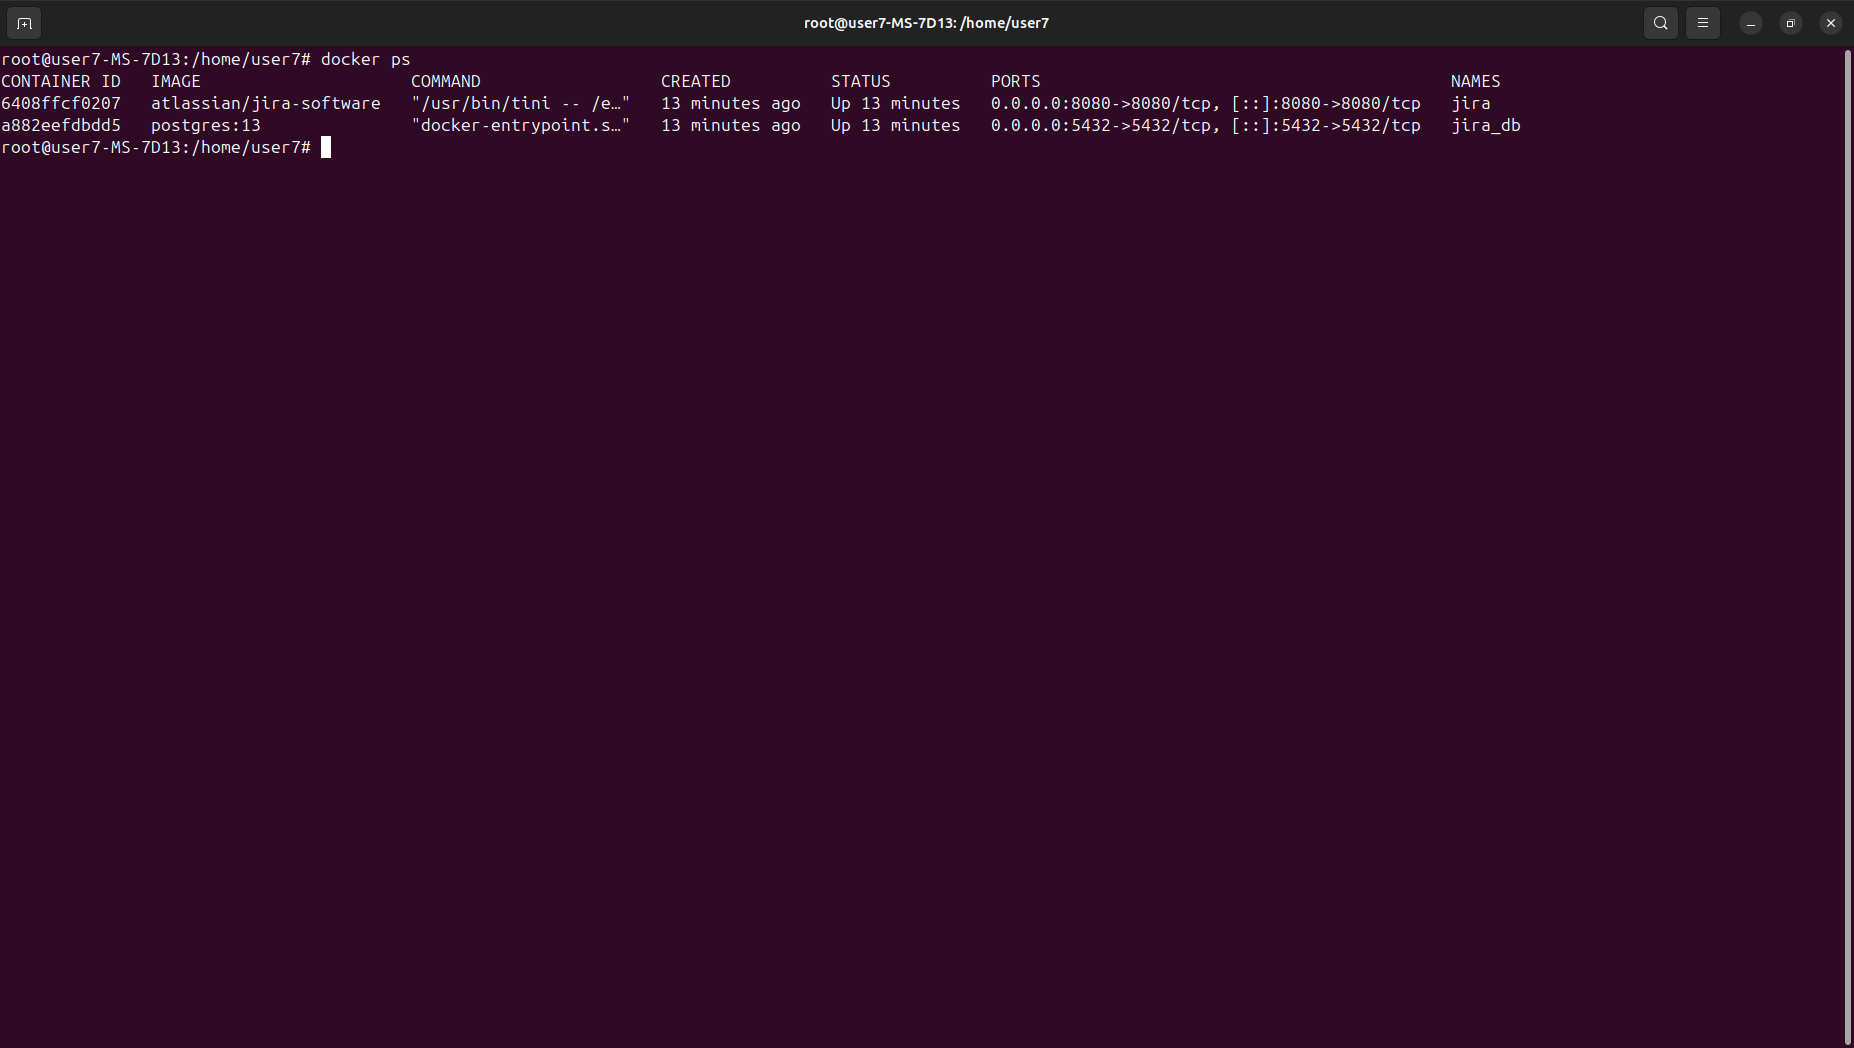 root@user7-MS-7D13: /home/user7
root@user7-MS-7D13:/home/user7# docker ps
CONTAINER ID   IMAGE                     COMMAND                  CREATED          STATUS          PORTS                                         NAMES
6408ffcf0207   atlassian/jira-software   "/usr/bin/tini -- /e…"   13 minutes ago   Up 13 minutes   0.0.0.0:8080->8080/tcp, [::]:8080->8080/tcp   jira
a882eefdbdd5   postgres:13               "docker-entrypoint.s…"   13 minutes ago   Up 13 minutes   0.0.0.0:5432->5432/tcp, [::]:5432->5432/tcp   jira_db
root@user7-MS-7D13:/home/user7#